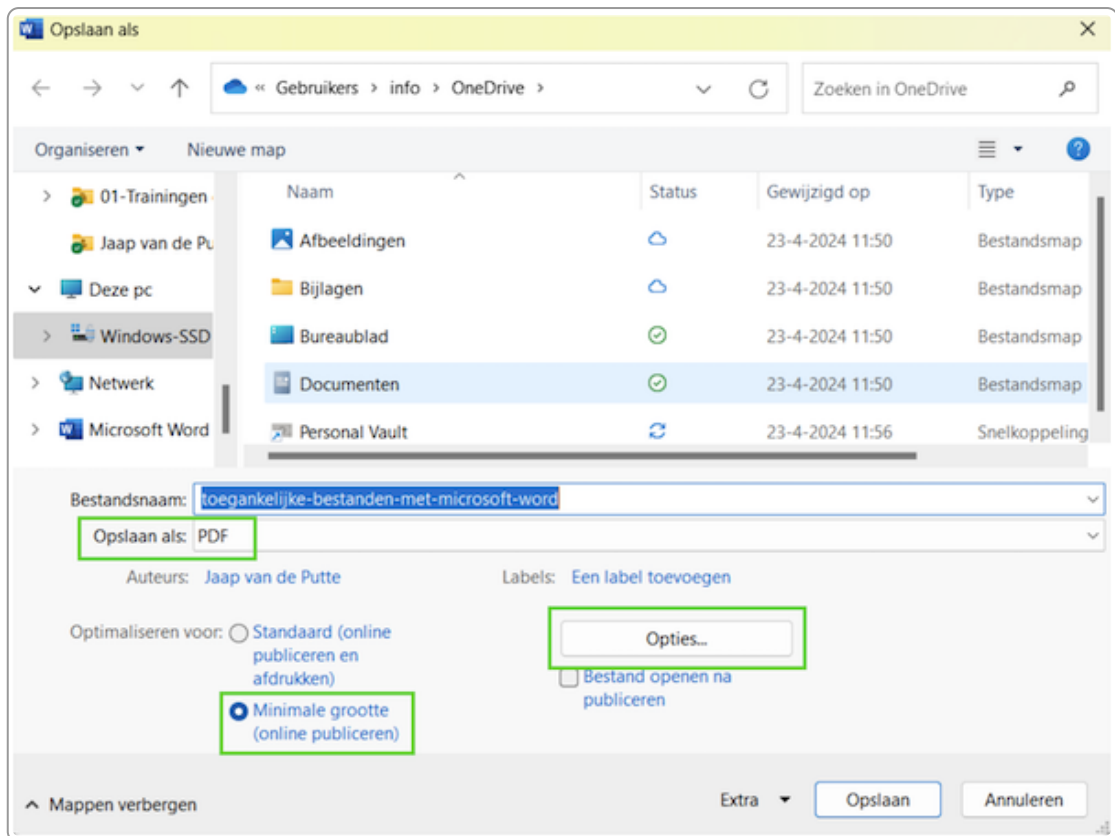 Opslaan als
« Gebruikers > info > OneDrive >
Zoeken in OneDrive
Organiseren Nieuwe map
Naam Status Gewijzigd op Type
01-Trainingen
Jaap van de Pu
Deze pc
Windows-SSD
Netwerk
Microsoft Word
Afbeeldingen 23-4-2024 11:50 Bestandsmap
Bijlagen 23-4-2024 11:50 Bestandsmap
Bureaublad 23-4-2024 11:50 Bestandsmap
Documenten 23-4-2024 11:50 Bestandsmap
Personal Vault 23-4-2024 11:56 Snelkoppeling
Bestandsnaam: toegankelijke-bestanden-met-microsoft-word
Opslaan als: PDF
Auteurs: Jaap van de Putte
Labels: Een label toevoegen
Optimaliseren voor: Standaard (online
publiceren en
afdrukken)
Minimale grootte
(online publiceren)
Opties...
Bestand openen na
publiceren
Mappen verbergen
Extra Opslaan Annuleren